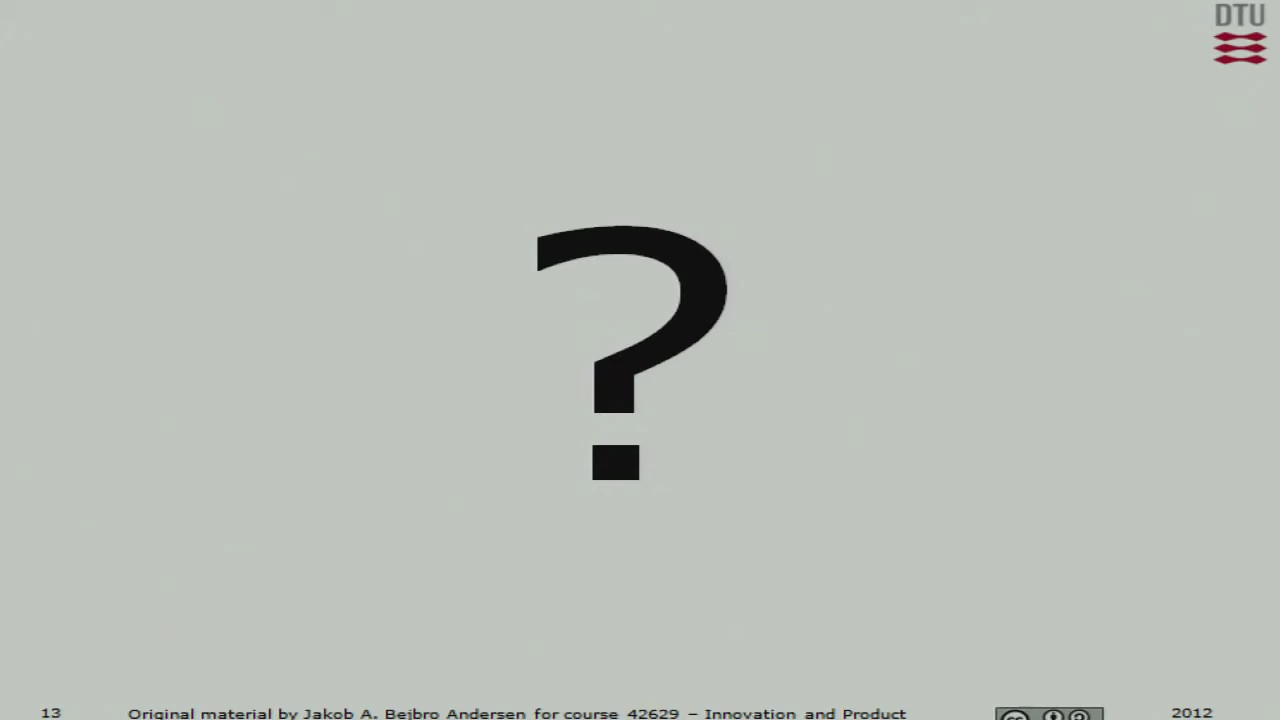 DTU
?
13 Original material by Jakob A. Bejbro Andersen for course 42629 – Innovation and Product 2012